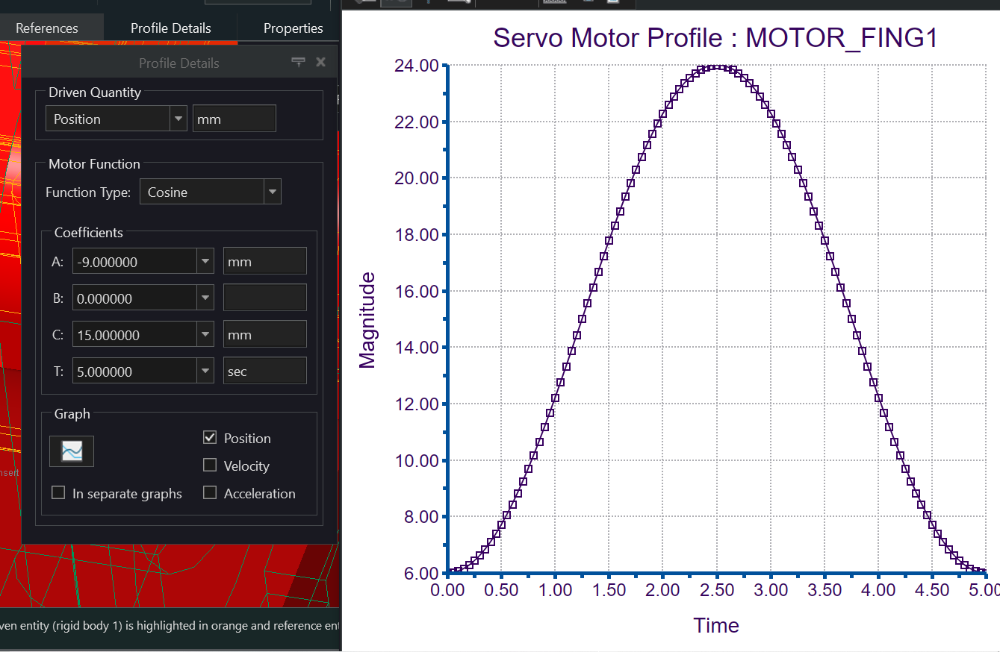 References Profile Details Properties
Profile Details
Driven Quantity
Position mm
Motor Function
Function Type: Cosine
Coefficients
A: -9.000000 mm
B: 0.000000
C: 15.000000 mm
T: 5.000000 sec
Graph
Position
Velocity
In separate graphs Acceleration
nsert
ven entity (rigid body 1) is highlighted in orange and reference ent
Servo Motor Profile : MOTOR_FING1
24.00
22.00
20.00
18.00
16.00
14.00
12.00
10.00
8.00
6.00
Magnitude
0.00 0.50 1.00 1.50 2.00 2.50 3.00 3.50 4.00 4.50 5.00
Time